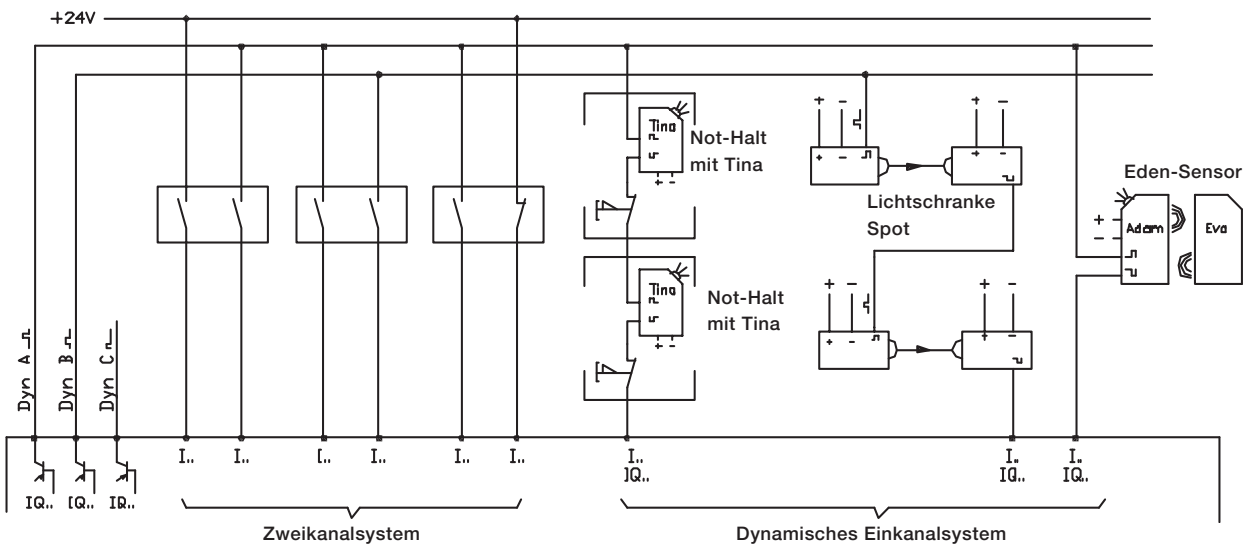 +24V
Tina
Not-Halt
mit Tina
+ -
+ -
+ -
+ -
Lichtschranke
Spot
Eden-Sensor
+
-
Adam
Eva
Tina
Not-Halt
mit Tina
+ -
+ -
+ -
+ -
+ -
Dyn A
Dyn B
Dyn C
I.. I.. I.. I.. I.. I.. I.. I.. I..
IQ.. IQ.. IQ..
IQ.. IQ.. IQ..
Zweikanalsystem
Dynamisches Einkanalsystem